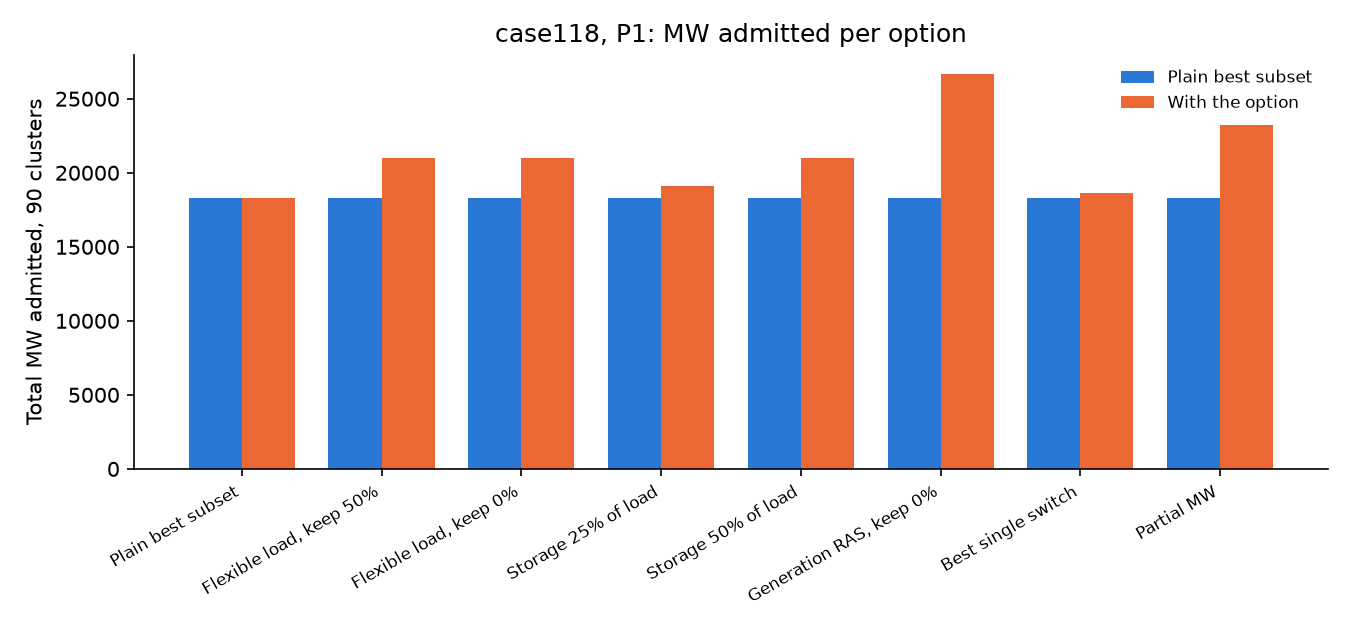 case118, P1: MW admitted per option
Plain best subset
With the option
Total MW admitted, 90 clusters
25000
20000
15000
10000
5000
0
Plain best subset
Flexible load, keep 50%
Flexible load, keep 0%
Storage 25% of load
Storage 50% of load
Generation RAS, keep 0%
Best single switch
Partial MW